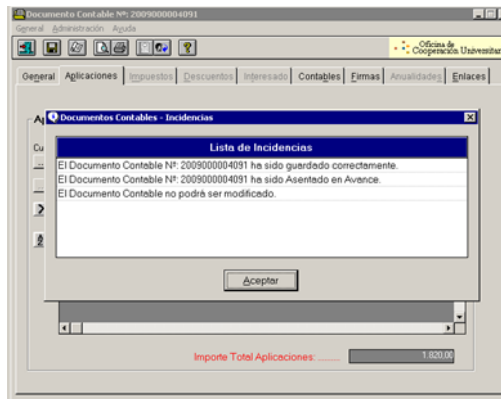 Documento Contable Nº: 2009000004091
General Administración Ayuda
Oficina de
Cooperación Universitar
General Aplicaciones Impuestos Descuentos Interesado Contables Firmas Anualidades Enlaces
Documentos Contables - Incidencias
Lista de Incidencias
El Documento Contable Nº: 2009000004091 ha sido guardado correctamente.
El Documento Contable Nº: 2009000004091 ha sido Asentado en Avance.
El Documento Contable no podrá ser modificado.
Aceptar
Importe Total Aplicaciones: ........ 1.820,00